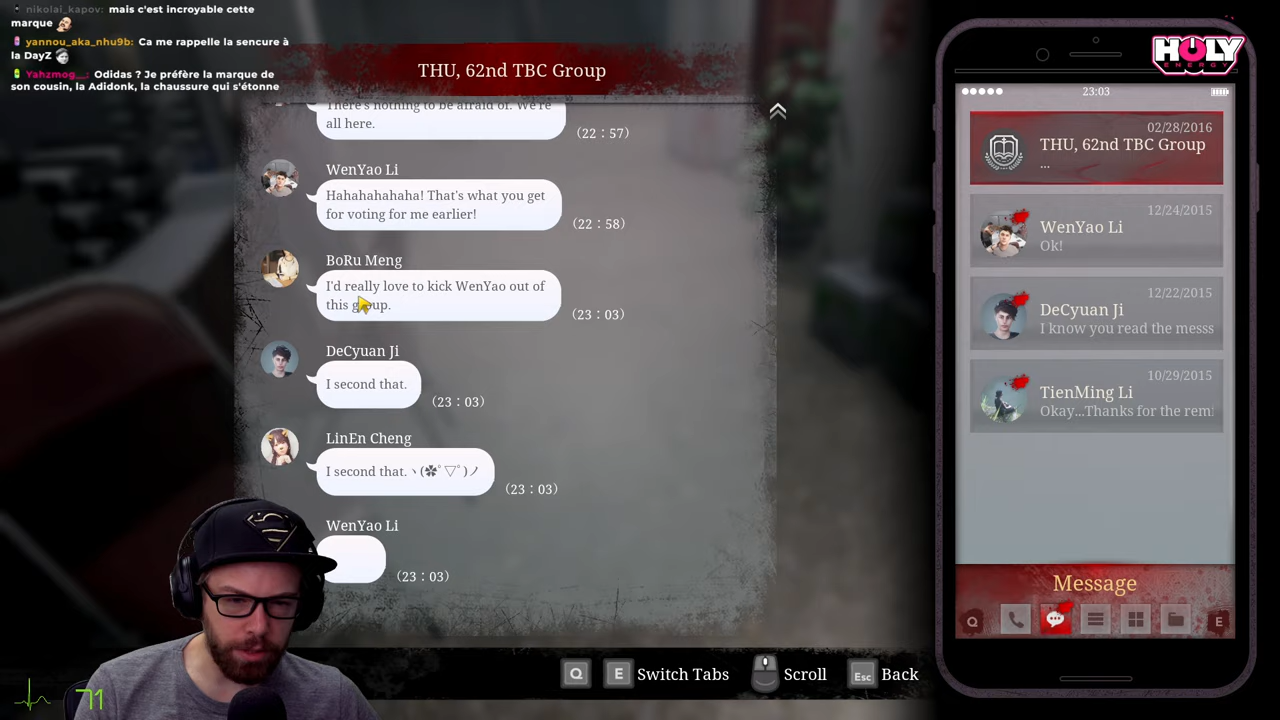 nikolai_kapov: mais c'est incroyable cette
marque
yannou_aka_nhu9b: Ca me rappelle la sencure à
la DayZ
Yahzmog__: Odidas ? Je préfère la marque de
son cousin, la Adidonk, la chaussure qui s'étonne
THU, 62nd TBC Group
There's nothing to be afraid of. We're
all here.
(22：57)
WenYao Li
Hahahahahaha! That's what you get
for voting for me earlier!
(22：58)
BoRu Meng
I'd really love to kick WenYao out of
this group.
(23：03)
DeCyuan Ji
I second that.
(23：03)
LinEn Cheng
I second that.ヽ(✽ﾟ▽ﾟ)ノ
(23：03)
WenYao Li
(23：03)
71
Q
E
Switch Tabs
Scroll
Esc
Back
HOLY
ENERGY
23:03
02/28/2016
THU, 62nd TBC Group
...
12/24/2015
WenYao Li
Ok!
12/22/2015
DeCyuan Ji
I know you read the messs
10/29/2015
TienMing Li
Okay...Thanks for the remi
Message
Q
E